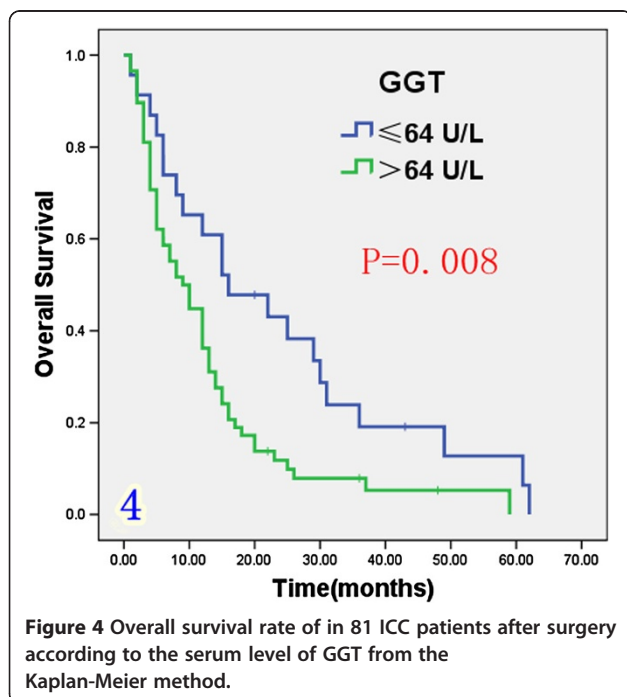 GGT
≤64 U/L
>64 U/L
P=0.008
1.0
0.8
0.6
0.4
0.2
0.0
Overall Survival
4
0.00 10.00 20.00 30.00 40.00 50.00 60.00 70.00
Time(months)
Figure 4 Overall survival rate of in 81 ICC patients after surgery
according to the serum level of GGT from the
Kaplan-Meier method.